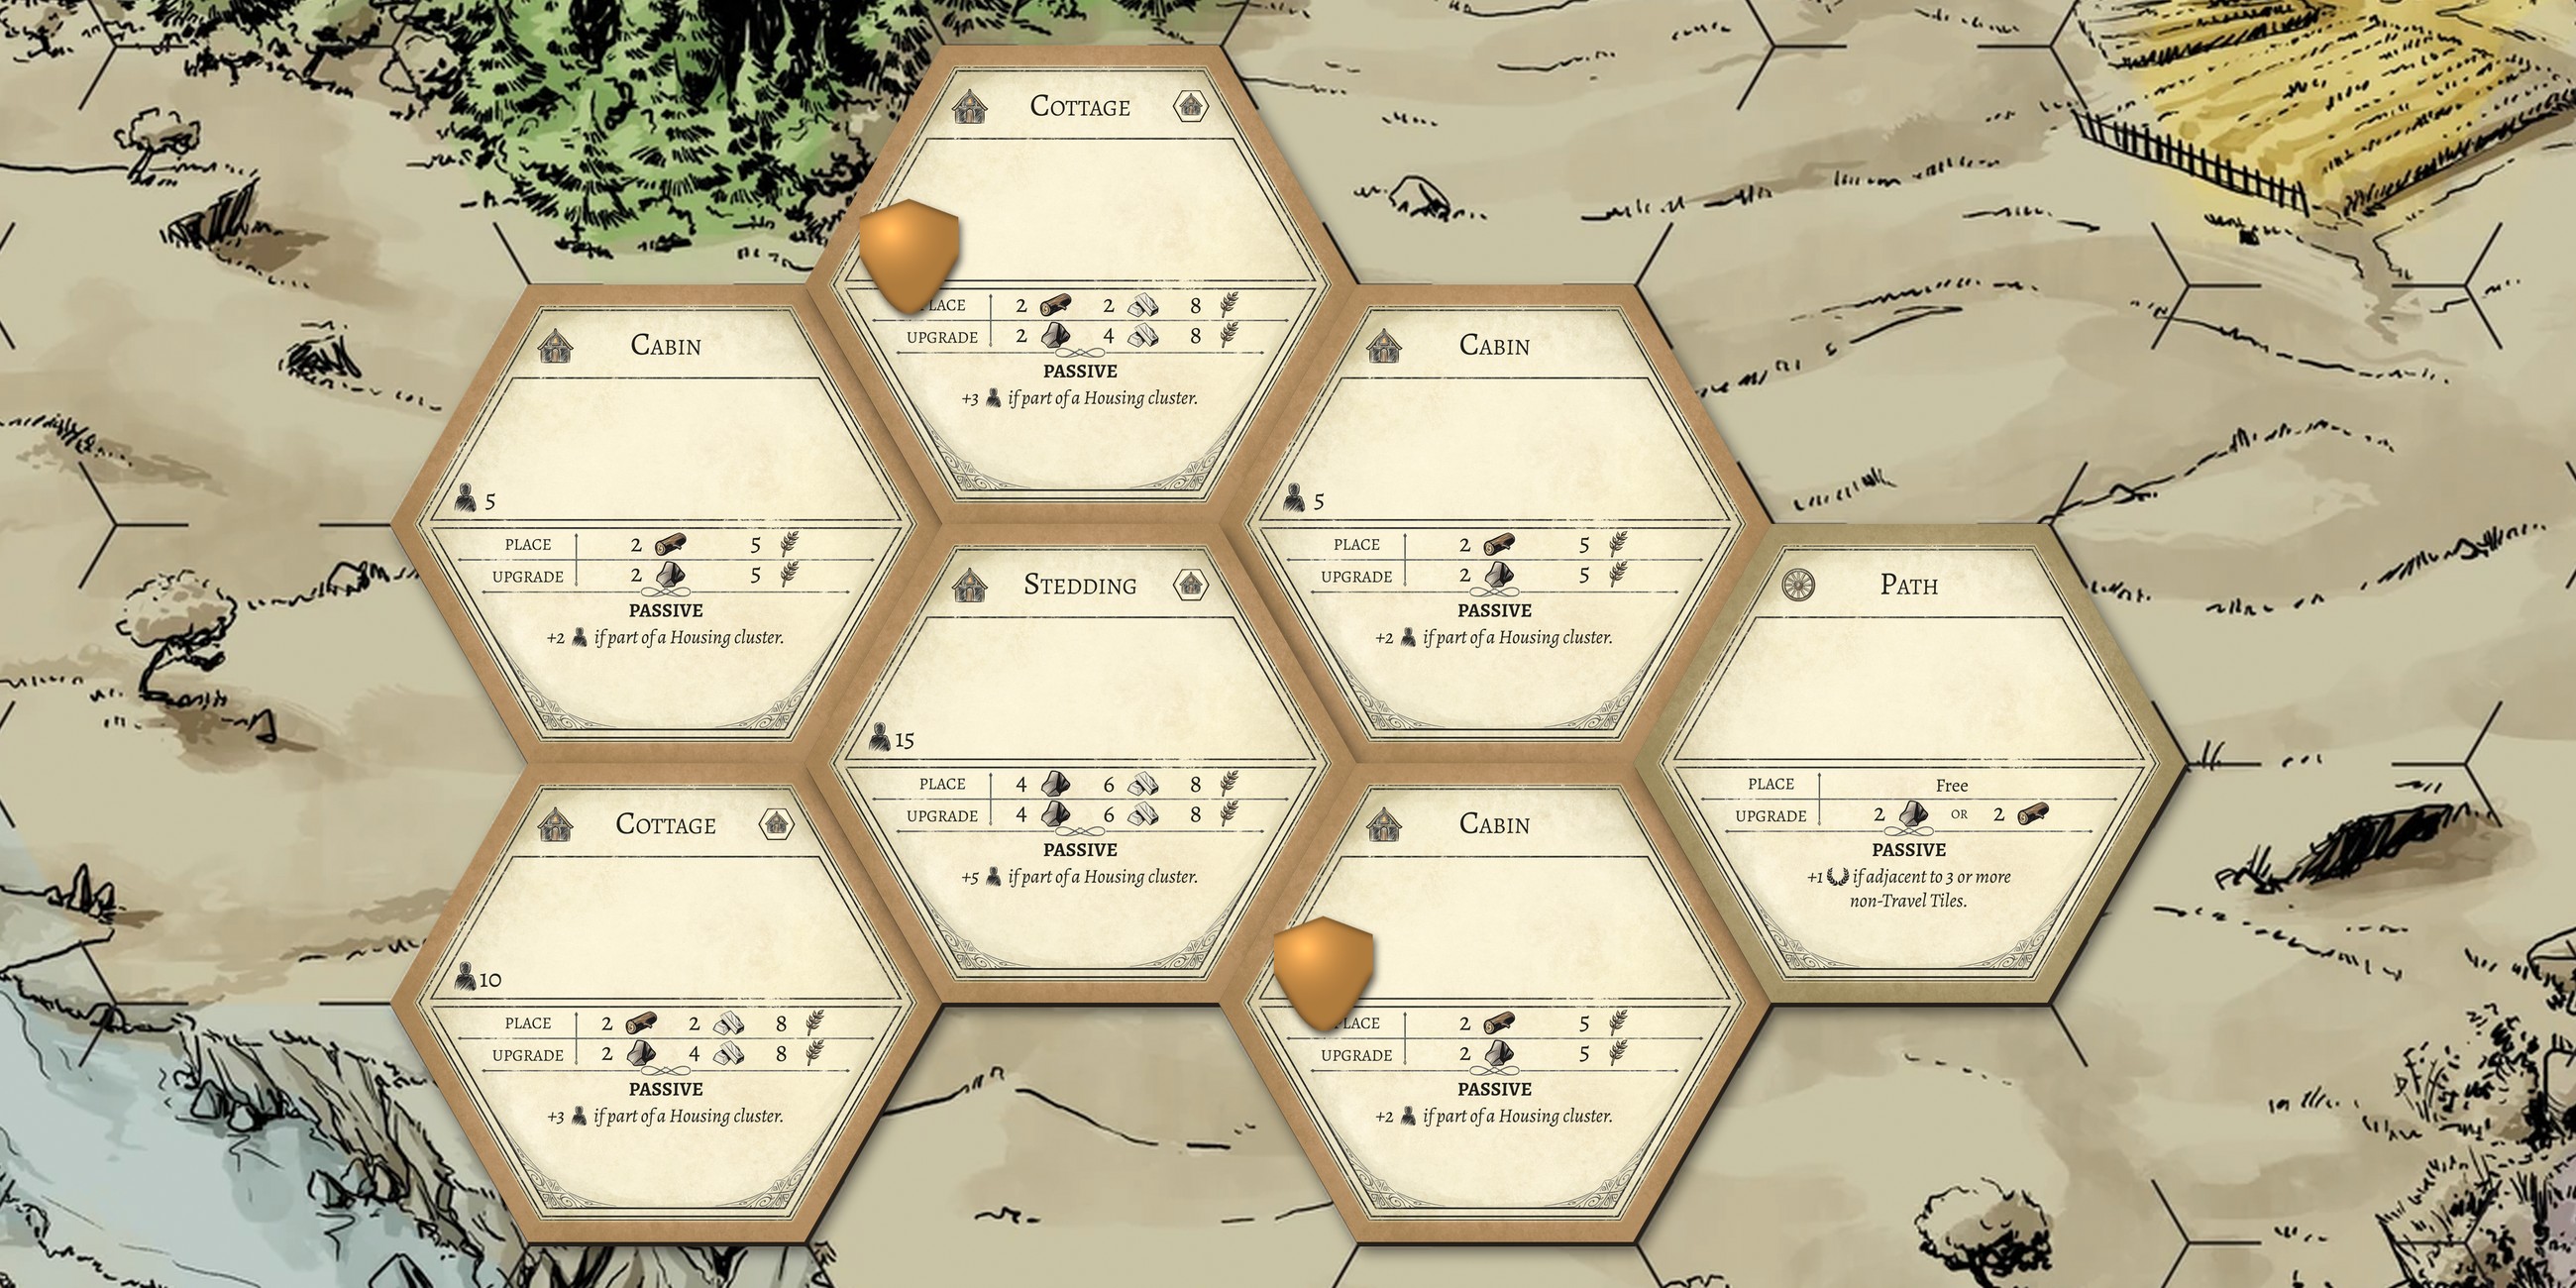 Cottage
PLACE 2 2 8
UPGRADE 2 4 8
PASSIVE
+3 if part of a Housing cluster.
Cabin
5
PLACE 2 5
UPGRADE 2 5
PASSIVE
+2 if part of a Housing cluster.
Cabin
5
PLACE 2 5
UPGRADE 2 5
PASSIVE
+2 if part of a Housing cluster.
Stedding
15
PLACE 4 6 8
UPGRADE 4 6 8
PASSIVE
+5 if part of a Housing cluster.
Path
PLACE Free
UPGRADE 2 OR 2
PASSIVE
+1 if adjacent to 3 or more
non-Travel Tiles.
Cottage
10
PLACE 2 2 8
UPGRADE 2 4 8
PASSIVE
+3 if part of a Housing cluster.
Cabin
PLACE 2 5
UPGRADE 2 5
PASSIVE
+2 if part of a Housing cluster.